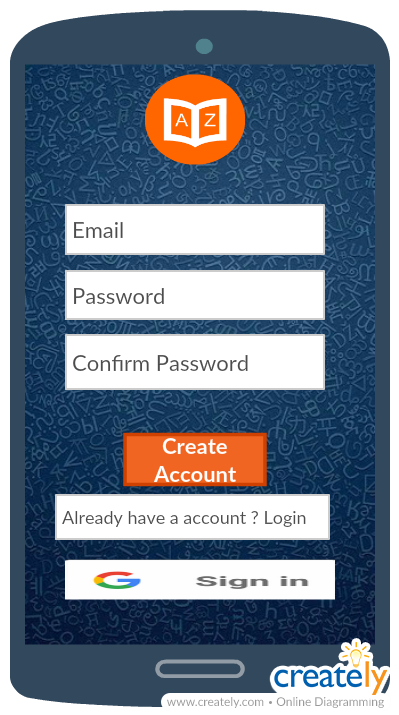 A Z
Email
Password
Confirm Password
Create
Account
Already have a account ? Login
Sign in
creately
www.creately.com • Online Diagramming